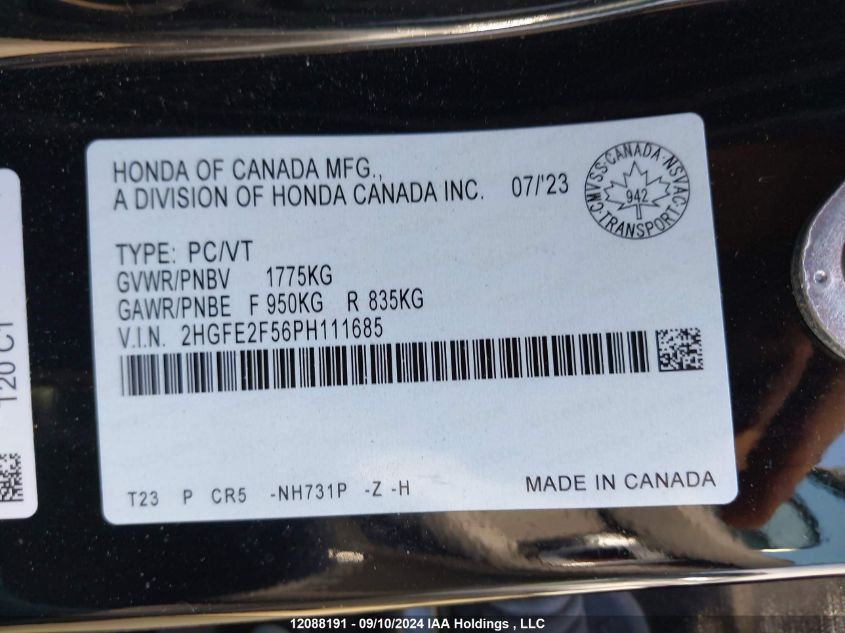 HONDA OF CANADA MFG.,
A DIVISION OF HONDA CANADA INC. 07/'23
CMVSS·CANADA·NSVAC·TRANSPORT·
942
TYPE: PC/VT
GVWR/PNBV 1775KG
GAWR/PNBE F 950KG R 835KG
V.I.N. 2HGFE2F56PH111685
T23 P CR5 -NH731P -Z -H
MADE IN CANADA
T20 C1
12088191 - 09/10/2024 IAA Holdings , LLC